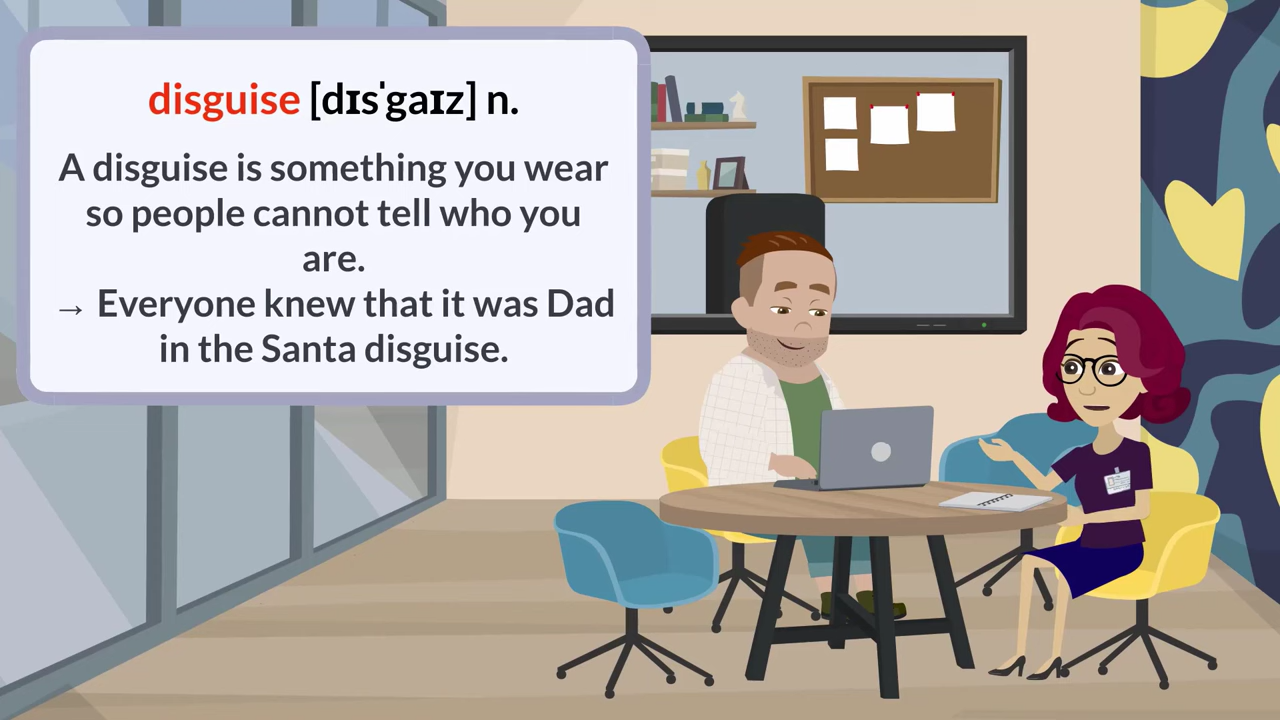 disguise [dɪsˈgaɪz] n.
A disguise is something you wear
so people cannot tell who you
are.
→ Everyone knew that it was Dad
in the Santa disguise.